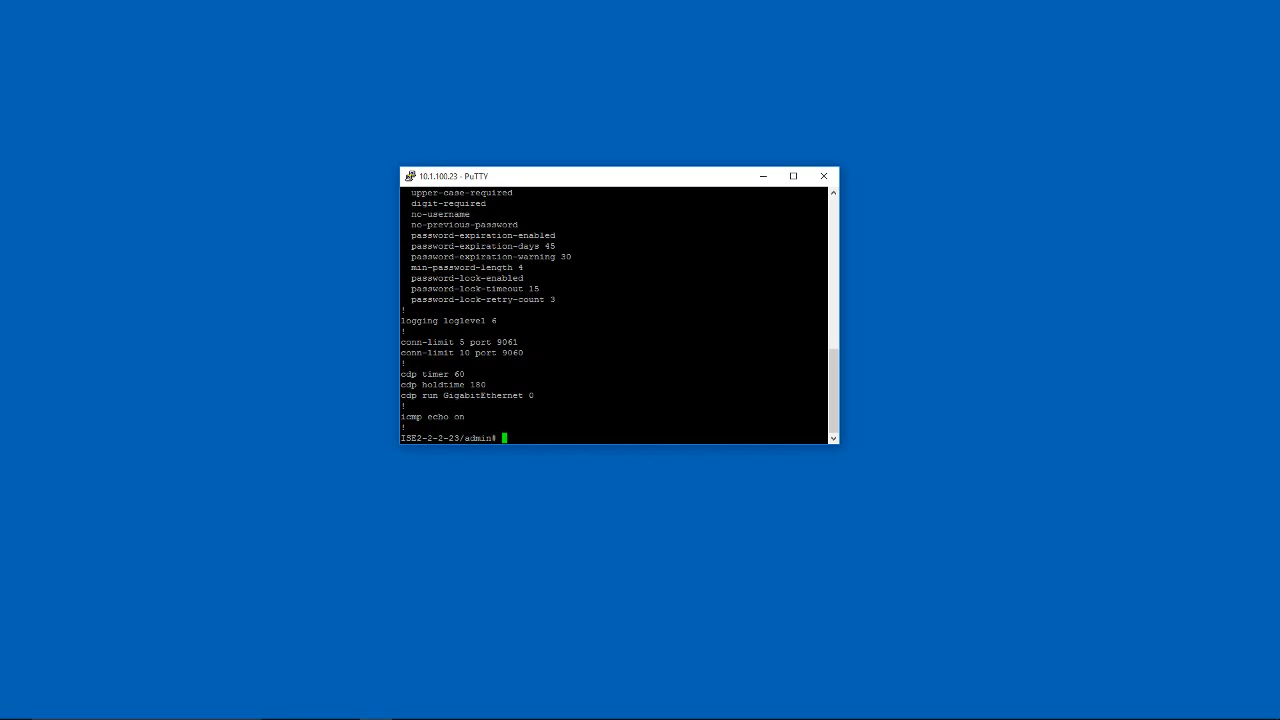 10.1.100.23 - PuTTY
upper-case-required
digit-required
no-username
no-previous-password
password-expiration-enabled
password-expiration-days 45
password-expiration-warning 30
min-password-length 4
password-lock-enabled
password-lock-timeout 15
password-lock-retry-count 3
!
logging loglevel 6
!
conn-limit 5 port 9061
conn-limit 10 port 9060
!
cdp timer 60
cdp holdtime 180
cdp run GigabitEthernet 0
!
icmp echo on
!
ISE2-2-2-23/admin#